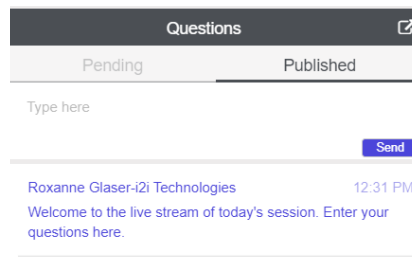 Questions
Pending Published
Type here
Send
Roxanne Glaser-i2i Technologies 12:31 PM
Welcome to the live stream of today's session. Enter your
questions here.